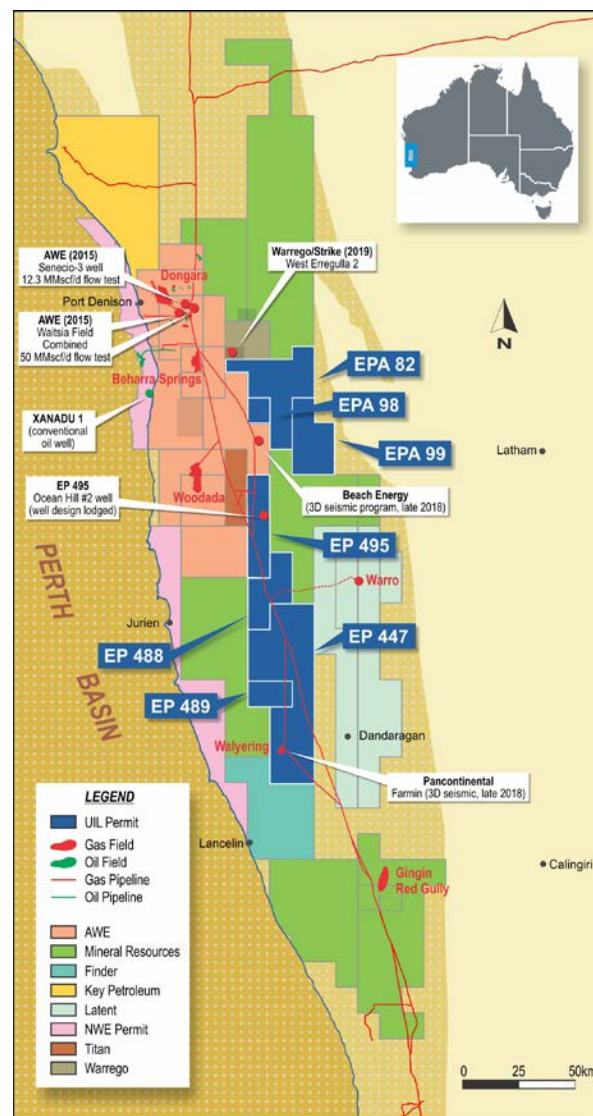 AWE (2015)
Senecio-3 well
12.3 MMscf/d flow test
Dongara
Warrego/Strike (2019)
West Erregulla 2
Port Denison
AWE (2015)
Waitsia Field
Combined
50 MMscf/d flow test
N
EPA 82
Beharra Springs
EPA 98
XANADU 1
(conventional
oil well)
EPA 99
Latham
EP 495
Ocean Hill #2 well
(well design lodged)
Woodada
Beach Energy
(3D seismic program, late 2018)
EP 495
PERTH
BASIN
Warro
Jurien
EP 488
EP 447
EP 489
Dandaragan
Walyering
Pancontinental
Farmin (3D seismic, late 2018)
LEGEND
UIL Permit
Gas Field
Oil Field
Gas Pipeline
Oil Pipeline
AWE
Mineral Resources
Finder
Key Petroleum
Latent
NWE Permit
Titan
Warrego
Lancelin
Calingiri
Gingin
Red Gully
0 25 50km